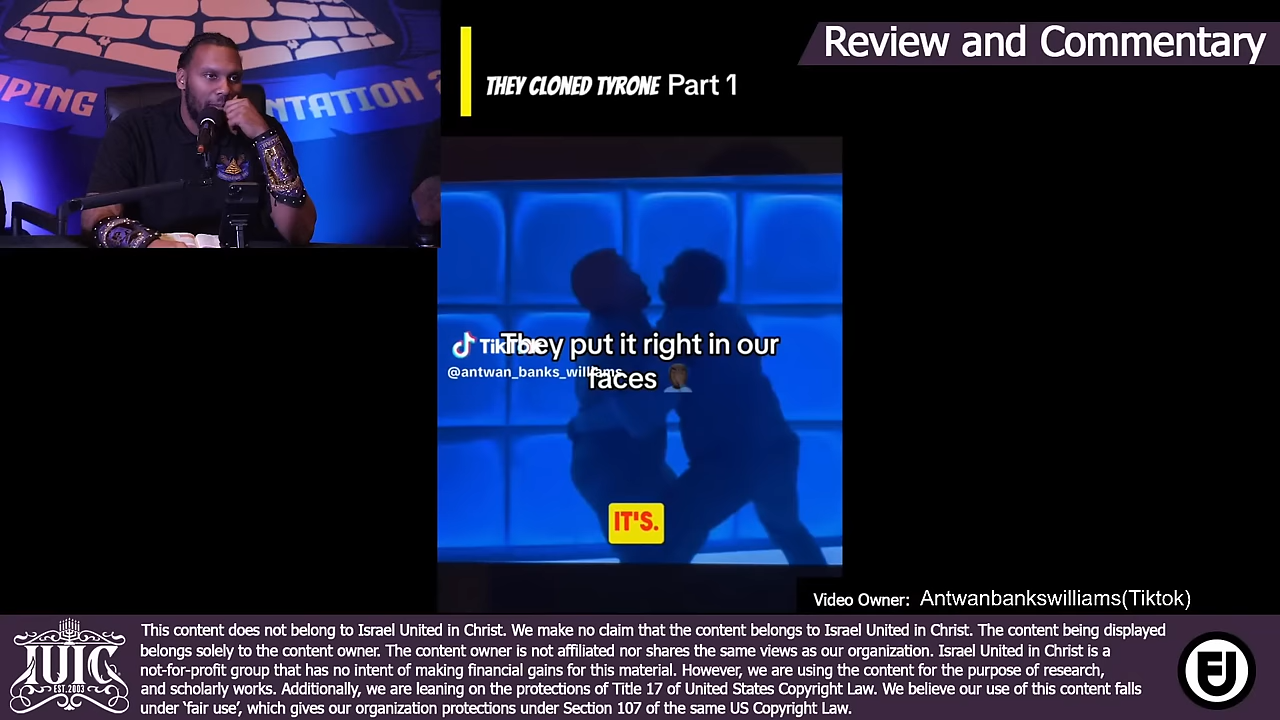 Review and Commentary
PING
NTATION 2
THEY CLONED TYRONE Part 1
They put it right in our
faces
TikTok
@antwan_banks_williams
IT'S.
Video Owner: Antwanbankswilliams(Tiktok)
IUIC
EST.2003
This content does not belong to Israel United in Christ. We make no claim that the content belongs to Israel United in Christ. The content being displayed
belongs solely to the content owner. The content owner is not affiliated nor shares the same views as our organization. Israel United in Christ is a
not-for-profit group that has no intent of making financial gains for this material. However, we are using the content for the purpose of research,
and scholarly works. Additionally, we are leaning on the protections of Title 17 of United States Copyright Law. We believe our use of this content falls
under 'fair use', which gives our organization protections under Section 107 of the same US Copyright Law.